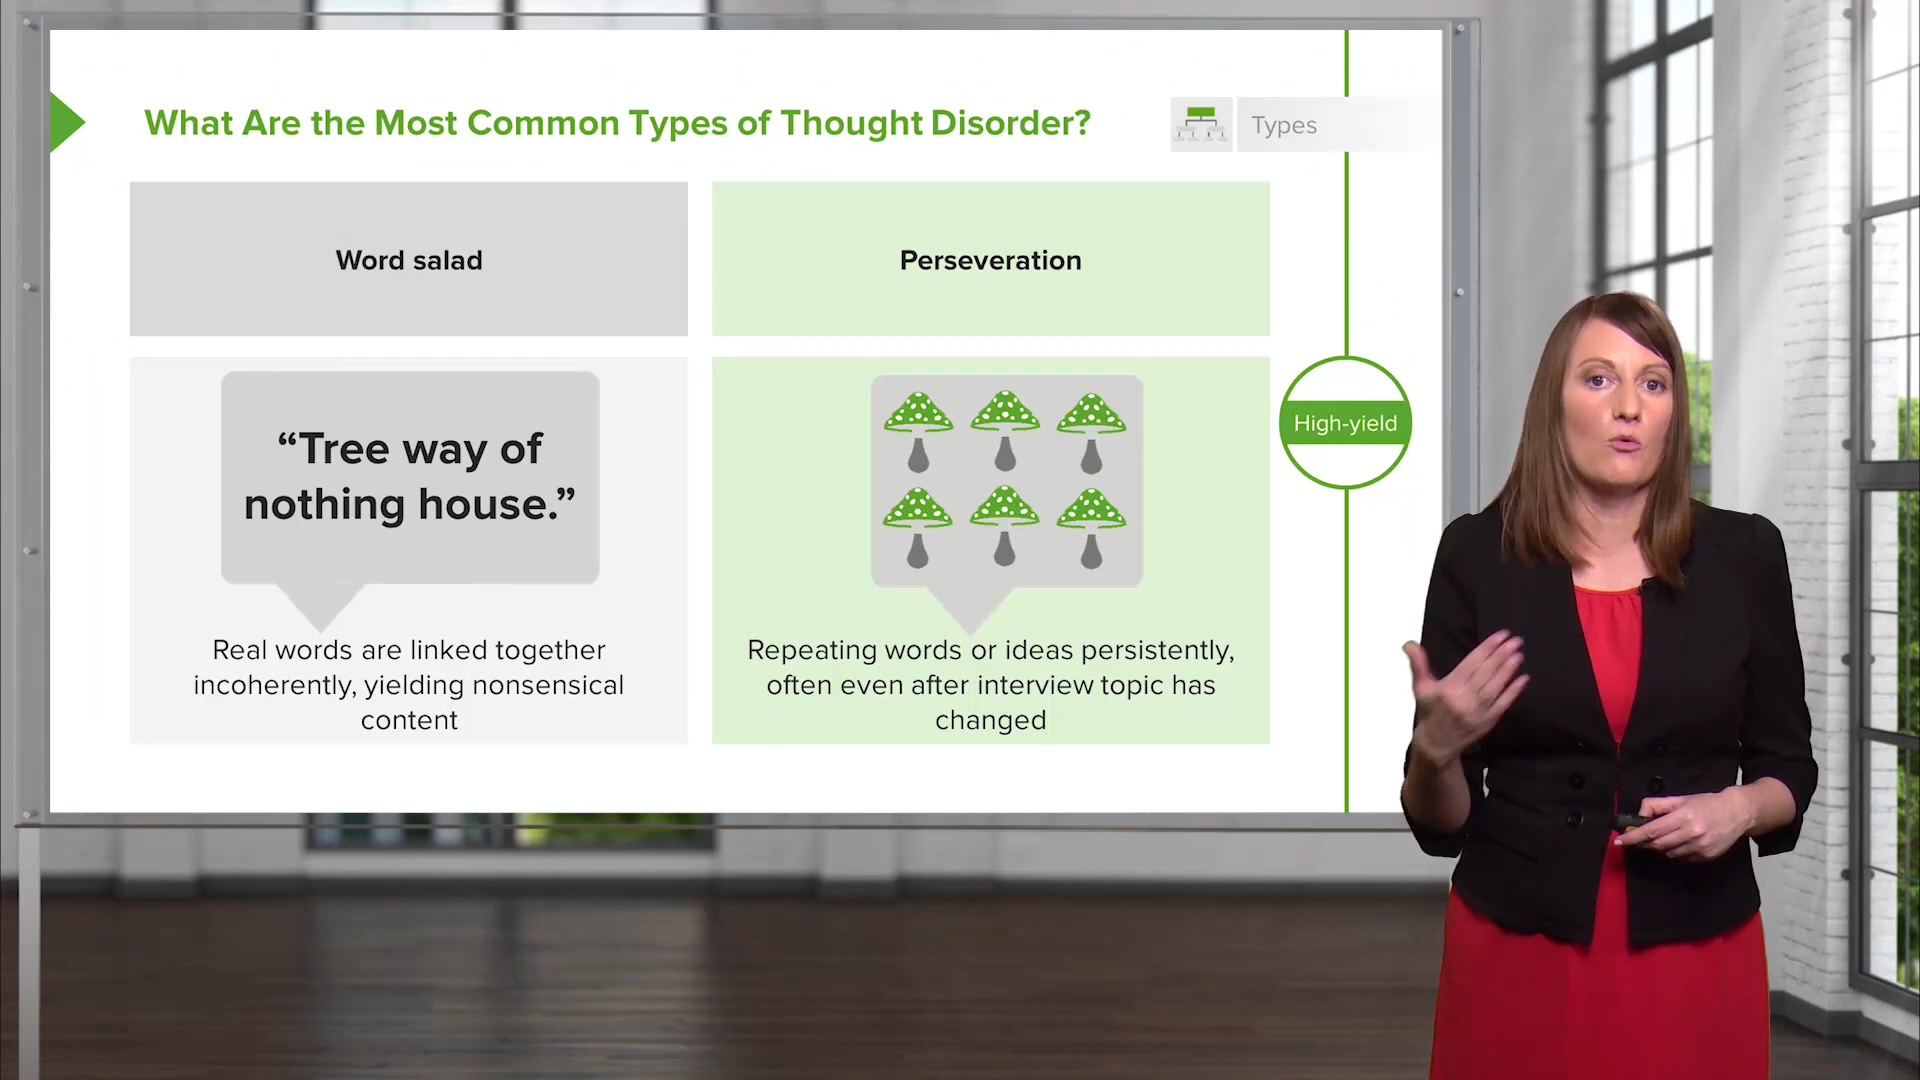 What Are the Most Common Types of Thought Disorder?
Types
Word salad
Perseveration
“Tree way of
nothing house.”
High-yield
Real words are linked together
incoherently, yielding nonsensical
content
Repeating words or ideas persistently,
often even after interview topic has
changed